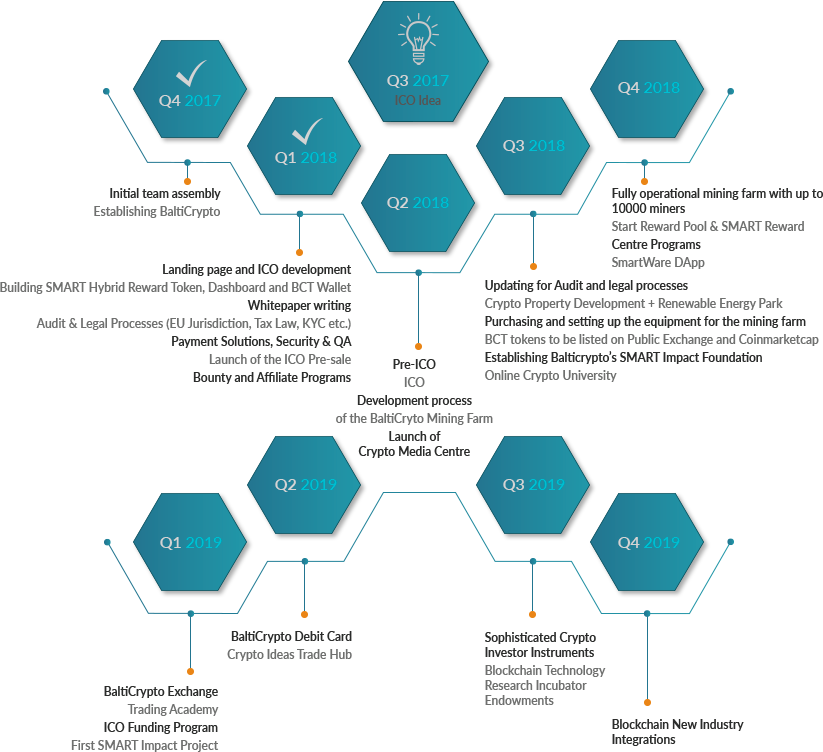 Q3 2017
ICO Idea
Q4 2017
Initial team assembly
Establishing BaltiCrypto
Q1 2018
Landing page and ICO development
Building SMART Hybrid Reward Token, Dashboard and BCT Wallet
Whitepaper writing
Audit & Legal Processes (EU Jurisdiction, Tax Law, KYC etc.)
Payment Solutions, Security & QA
Launch of the ICO Pre-sale
Bounty and Affiliate Programs
Q2 2018
Pre-ICO
ICO
Development process
of the BaltiCryto Mining Farm
Launch of
Crypto Media Centre
Q3 2018
Updating for Audit and legal processes
Crypto Property Development + Renewable Energy Park
Purchasing and setting up the equipment for the mining farm
BCT tokens to be listed on Public Exchange and Coinmarketcap
Establishing Balticrypto's SMART Impact Foundation
Online Crypto University
Q4 2018
Fully operational mining farm with up to
10000 miners
Start Reward Pool & SMART Reward
Centre Programs
SmartWare DApp
Q1 2019
BaltiCrypto Exchange
Trading Academy
ICO Funding Program
First SMART Impact Project
Q2 2019
BaltiCrypto Debit Card
Crypto Ideas Trade Hub
Q3 2019
Sophisticated Crypto
Investor Instruments
Blockchain Technology
Research Incubator
Endowments
Q4 2019
Blockchain New Industry
Integrations